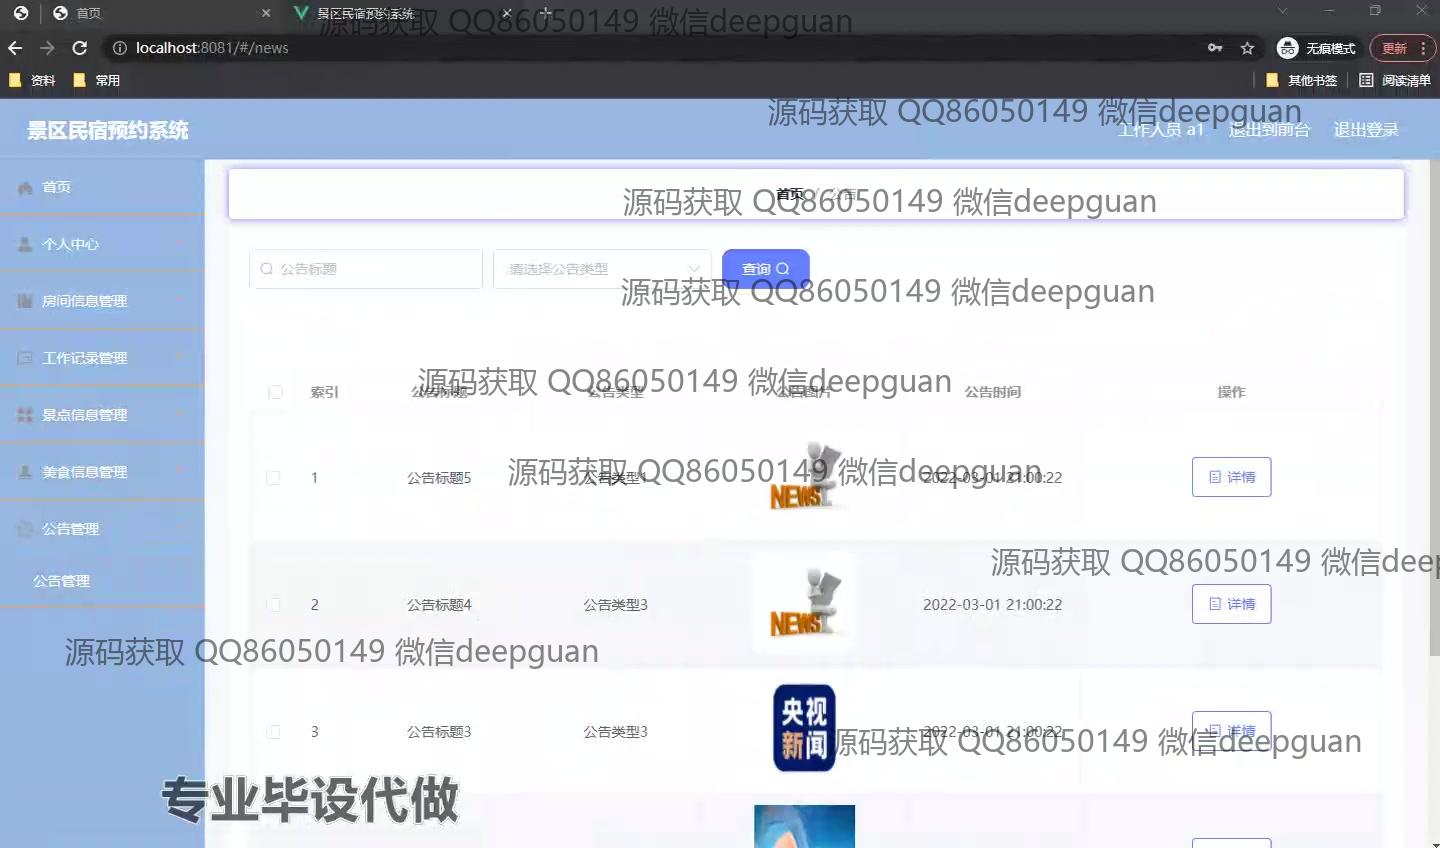 首页
景区民宿预约系统
源码获取 QQ86050149 微信deepguan
localhost:8081/#/news
无痕模式
更新
资料
常用
其他书签
阅读清单
源码获取 QQ86050149 微信deepguan
景区民宿预约系统
工作人员 a1
退出到前台
退出登录
首页
首页 / 公告
源码获取 QQ86050149 微信deepguan
个人中心
公告标题
请选择公告类型
查询
房间信息管理
源码获取 QQ86050149 微信deepguan
工作记录管理
源码获取 QQ86050149 微信deepguan
索引
公告标题
公告类型
公告图片
公告时间
操作
景点信息管理
美食信息管理
源码获取 QQ86050149 微信deepguan
1
公告标题5
公告类型1
NEWS
2022-03-01 21:00:22
详情
公告管理
源码获取 QQ86050149 微信deep
公告管理
2
公告标题4
公告类型3
NEWS
2022-03-01 21:00:22
详情
源码获取 QQ86050149 微信deepguan
3
公告标题3
公告类型3
央视
新闻
2022-03-01 21:00:22
详情
源码获取 QQ86050149 微信deepguan
专业毕设代做